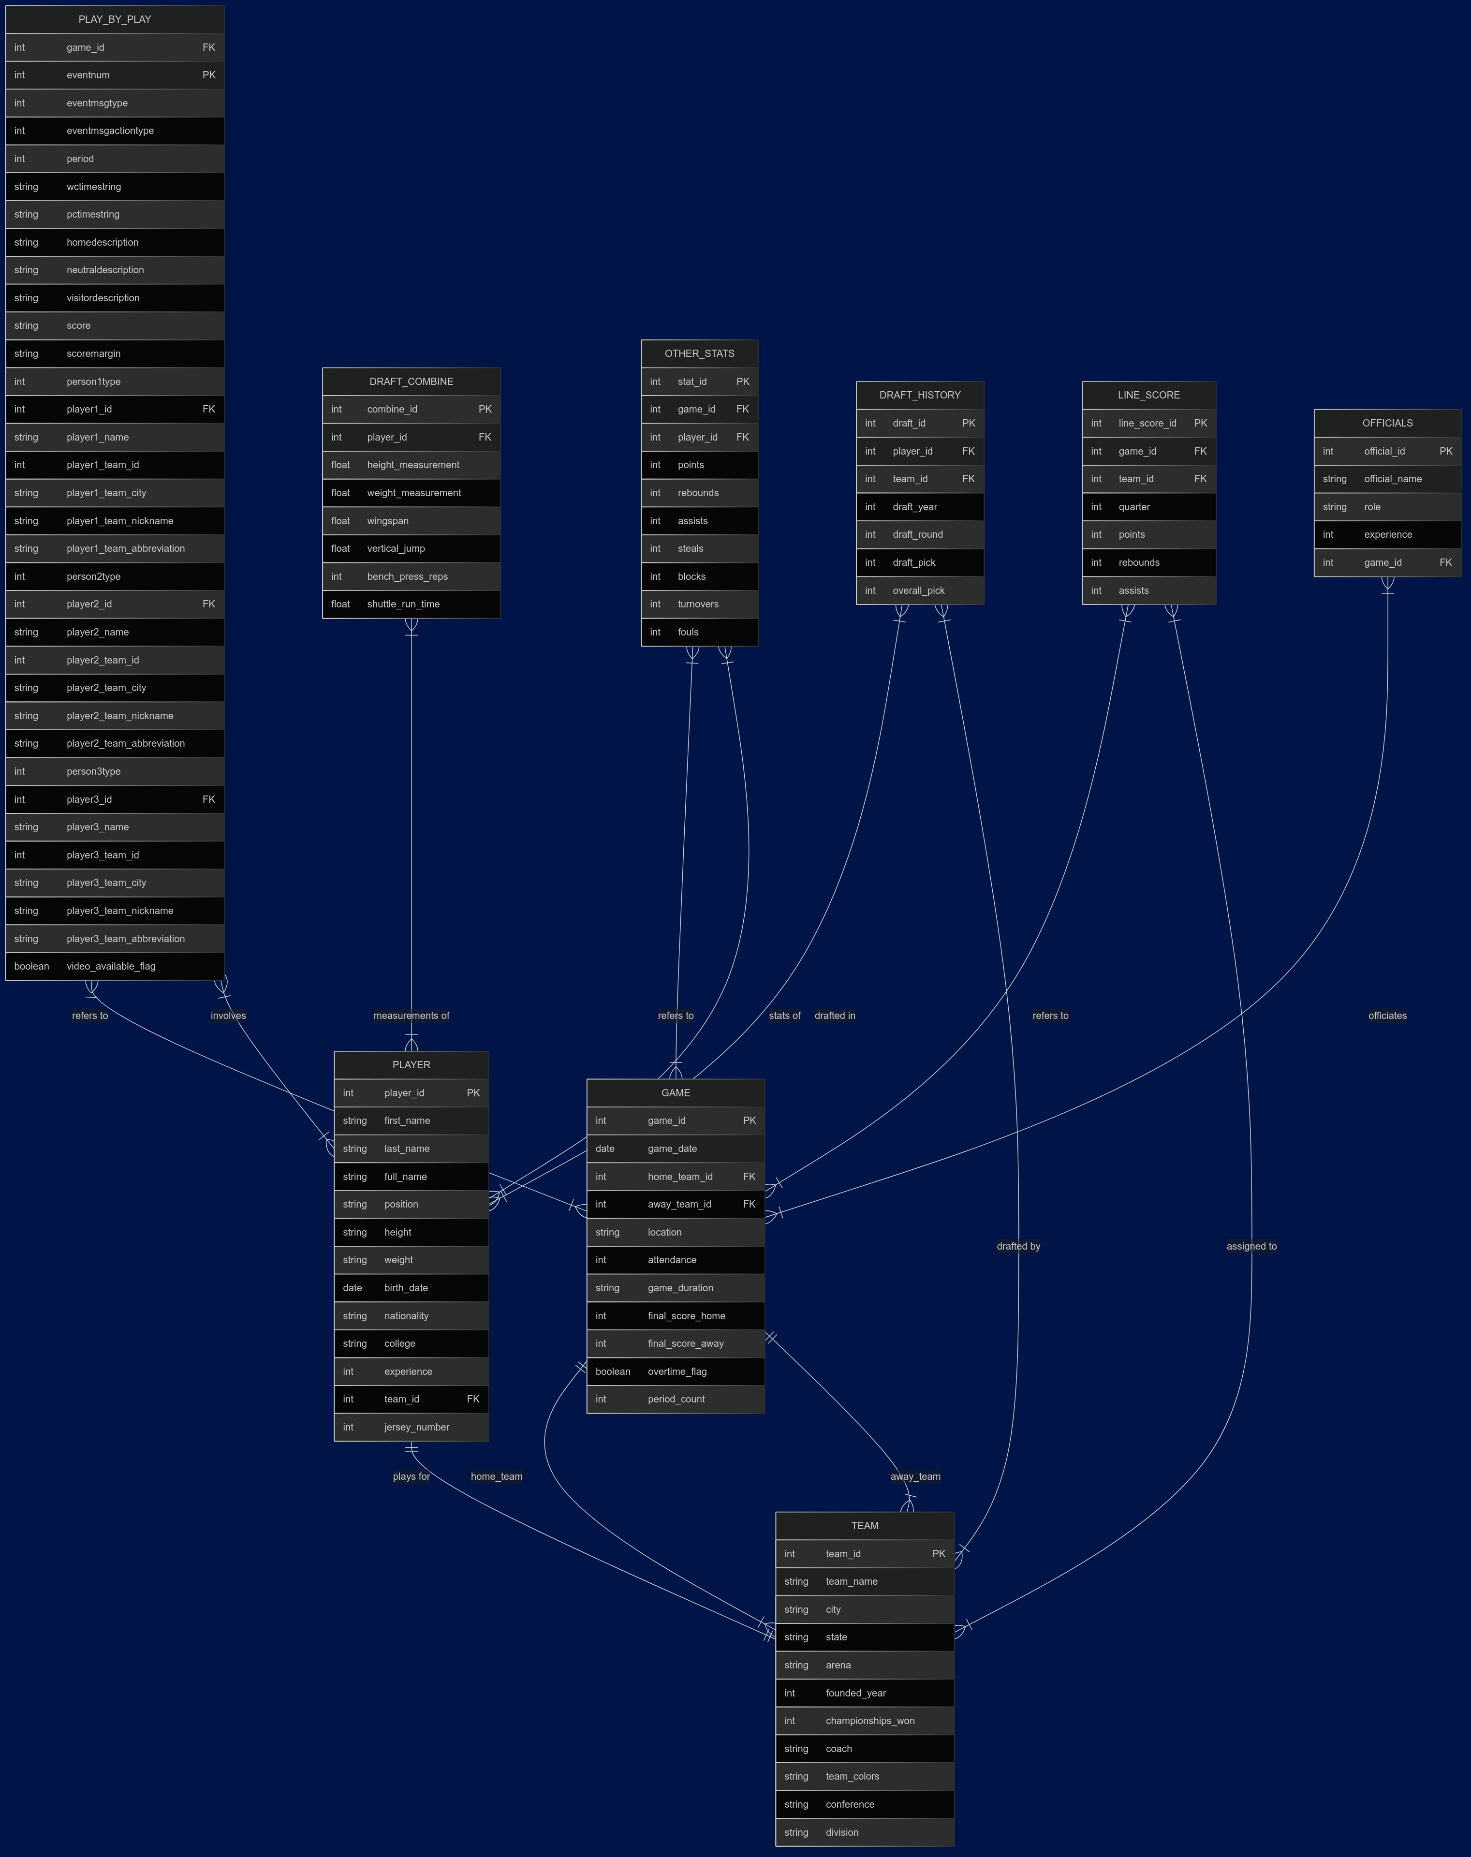 PLAY_BY_PLAY
int game_id FK
int eventnum PK
int eventmsgtype
int eventmsgactiontype
int period
string wctimestring
string pctimestring
string homedescription
string neutraldescription
string visitordescription
string score
string scoremargin
int person1type
int player1_id FK
string player1_name
int player1_team_id
string player1_team_city
string player1_team_nickname
string player1_team_abbreviation
int person2type
int player2_id FK
string player2_name
int player2_team_id
string player2_team_city
string player2_team_nickname
string player2_team_abbreviation
int person3type
int player3_id FK
string player3_name
int player3_team_id
string player3_team_city
string player3_team_nickname
string player3_team_abbreviation
boolean video_available_flag
DRAFT_COMBINE
int combine_id PK
int player_id FK
float height_measurement
float weight_measurement
float wingspan
float vertical_jump
int bench_press_reps
float shuttle_run_time
OTHER_STATS
int stat_id PK
int game_id FK
int player_id FK
int points
int rebounds
int assists
int steals
int blocks
int turnovers
int fouls
DRAFT_HISTORY
int draft_id PK
int player_id FK
int team_id FK
int draft_year
int draft_round
int draft_pick
int overall_pick
LINE_SCORE
int line_score_id PK
int game_id FK
int team_id FK
int quarter
int points
int rebounds
int assists
OFFICIALS
int official_id PK
string official_name
string role
int experience
int game_id FK
refers to
involves
measurements of
refers to
stats of
drafted in
refers to
officiates
PLAYER
int player_id PK
string first_name
string last_name
string full_name
string position
string height
string weight
date birth_date
string nationality
string college
int experience
int team_id FK
int jersey_number
GAME
int game_id PK
date game_date
int home_team_id FK
int away_team_id FK
string location
int attendance
string game_duration
int final_score_home
int final_score_away
boolean overtime_flag
int period_count
drafted by
assigned to
plays for
home_team
away_team
TEAM
int team_id PK
string team_name
string city
string state
string arena
int founded_year
int championships_won
string coach
string team_colors
string conference
string division